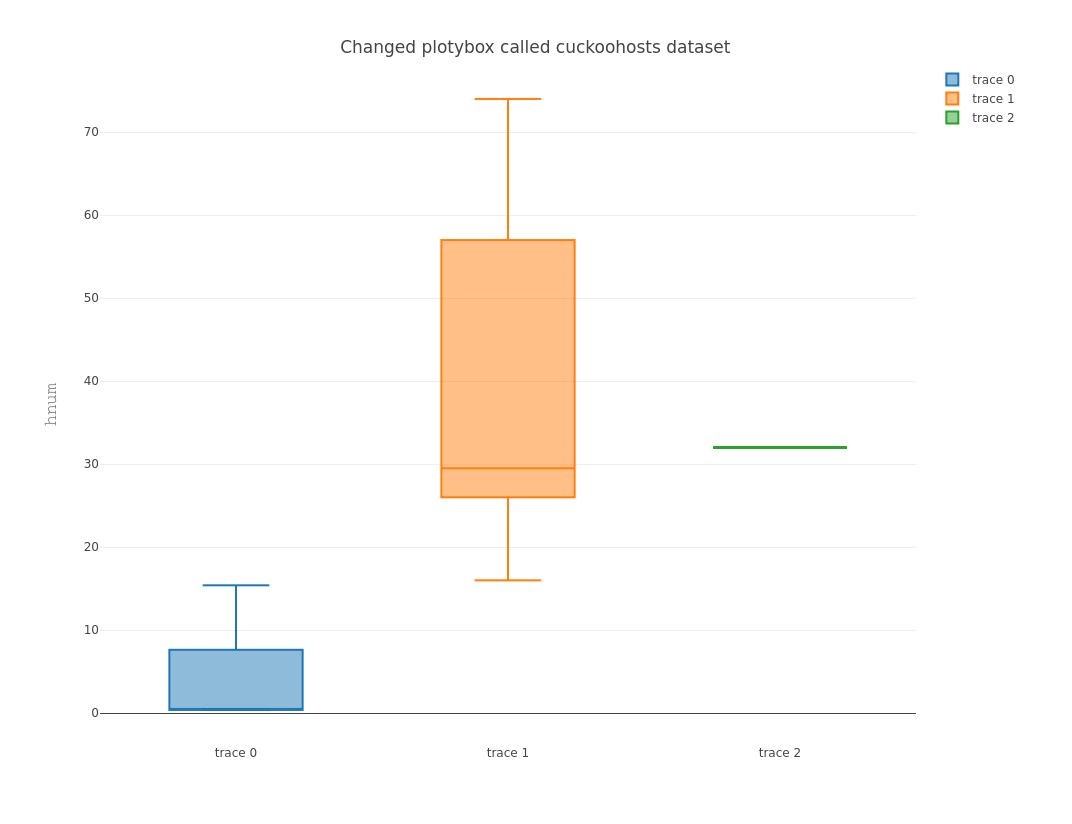 Changed plotybox called cuckoohosts dataset
trace 0
trace 1
trace 2
70
60
50
40
30
20
10
0
hnum
trace 0
trace 1
trace 2